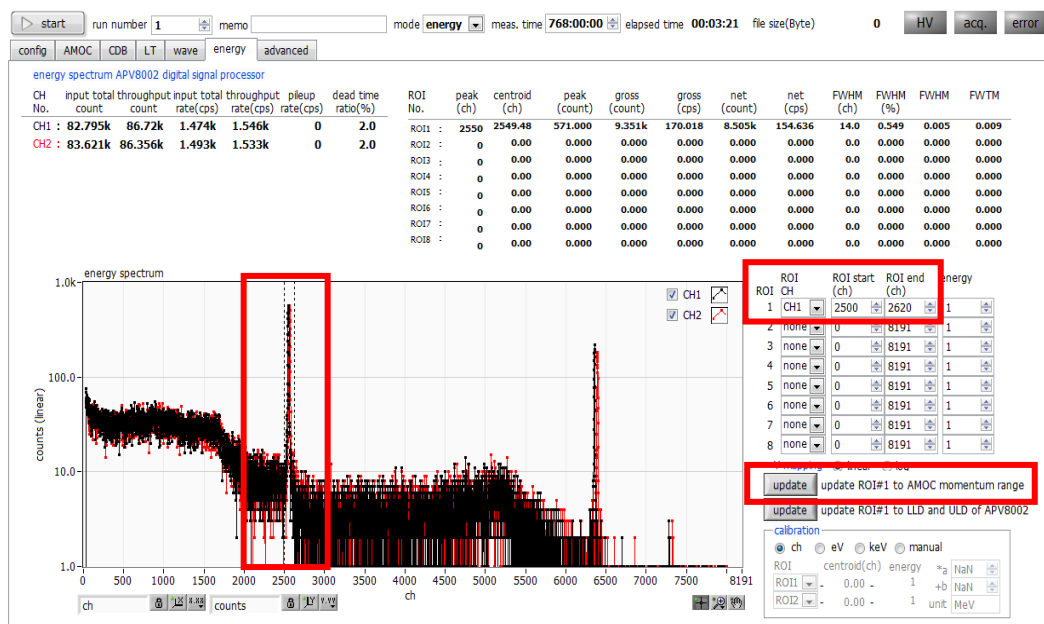 start run number 1 memo mode energy meas. time 768:00:00 elapsed time 00:03:21 file size(Byte) 0 HV acq. error
config AMOC CDB LT wave energy advanced
energy spectrum APV8002 digital signal processor
CH input total throughput input total throughput pileup dead time
No. count count rate(cps) rate(cps) rate(cps) ratio(%)
CH1 : 82.795k 86.72k 1.474k 1.546k 0 2.0
CH2 : 83.621k 86.356k 1.493k 1.533k 0 2.0
ROI peak centroid peak gross gross net net FWHM FWHM FWHM FWTM
No. (ch) (ch) (count) (count) (cps) (count) (cps) (ch) (%)
ROI1 : 2550 2549.48 571.000 9.351k 170.018 8.505k 154.636 14.0 0.549 0.005 0.009
ROI2 : 0 0.00 0.000 0.000 0.000 0.000 0.000 0.0 0.000 0.000 0.000
ROI3 : 0 0.00 0.000 0.000 0.000 0.000 0.000 0.0 0.000 0.000 0.000
ROI4 : 0 0.00 0.000 0.000 0.000 0.000 0.000 0.0 0.000 0.000 0.000
ROI5 : 0 0.00 0.000 0.000 0.000 0.000 0.000 0.0 0.000 0.000 0.000
ROI6 : 0 0.00 0.000 0.000 0.000 0.000 0.000 0.0 0.000 0.000 0.000
ROI7 : 0 0.00 0.000 0.000 0.000 0.000 0.000 0.0 0.000 0.000 0.000
ROI8 : 0 0.00 0.000 0.000 0.000 0.000 0.000 0.0 0.000 0.000 0.000
energy spectrum
counts (linear)
1.0k
100.0
10.0
1.0
CH1
CH2
0 500 1000 1500 2000 2500 3000 3500 4000 4500 5000 5500 6000 6500 7000 7500 8191
ch
ch counts
ROI ROI start ROI end energy
ROI CH (ch) (ch)
1 CH1 2500 2620 1
2 none 0 8191 1
3 none 0 8191 1
4 none 0 8191 1
5 none 0 8191 1
6 none 0 8191 1
7 none 0 8191 1
8 none 0 8191 1
update update ROI#1 to AMOC momentum range
update update ROI#1 to LLD and ULD of APV8002
calibration
ch eV keV manual
ROI centroid(ch) energy *a NaN
ROI1 - 0.00 - 1 +b NaN
ROI2 - 0.00 - 1 unit MeV